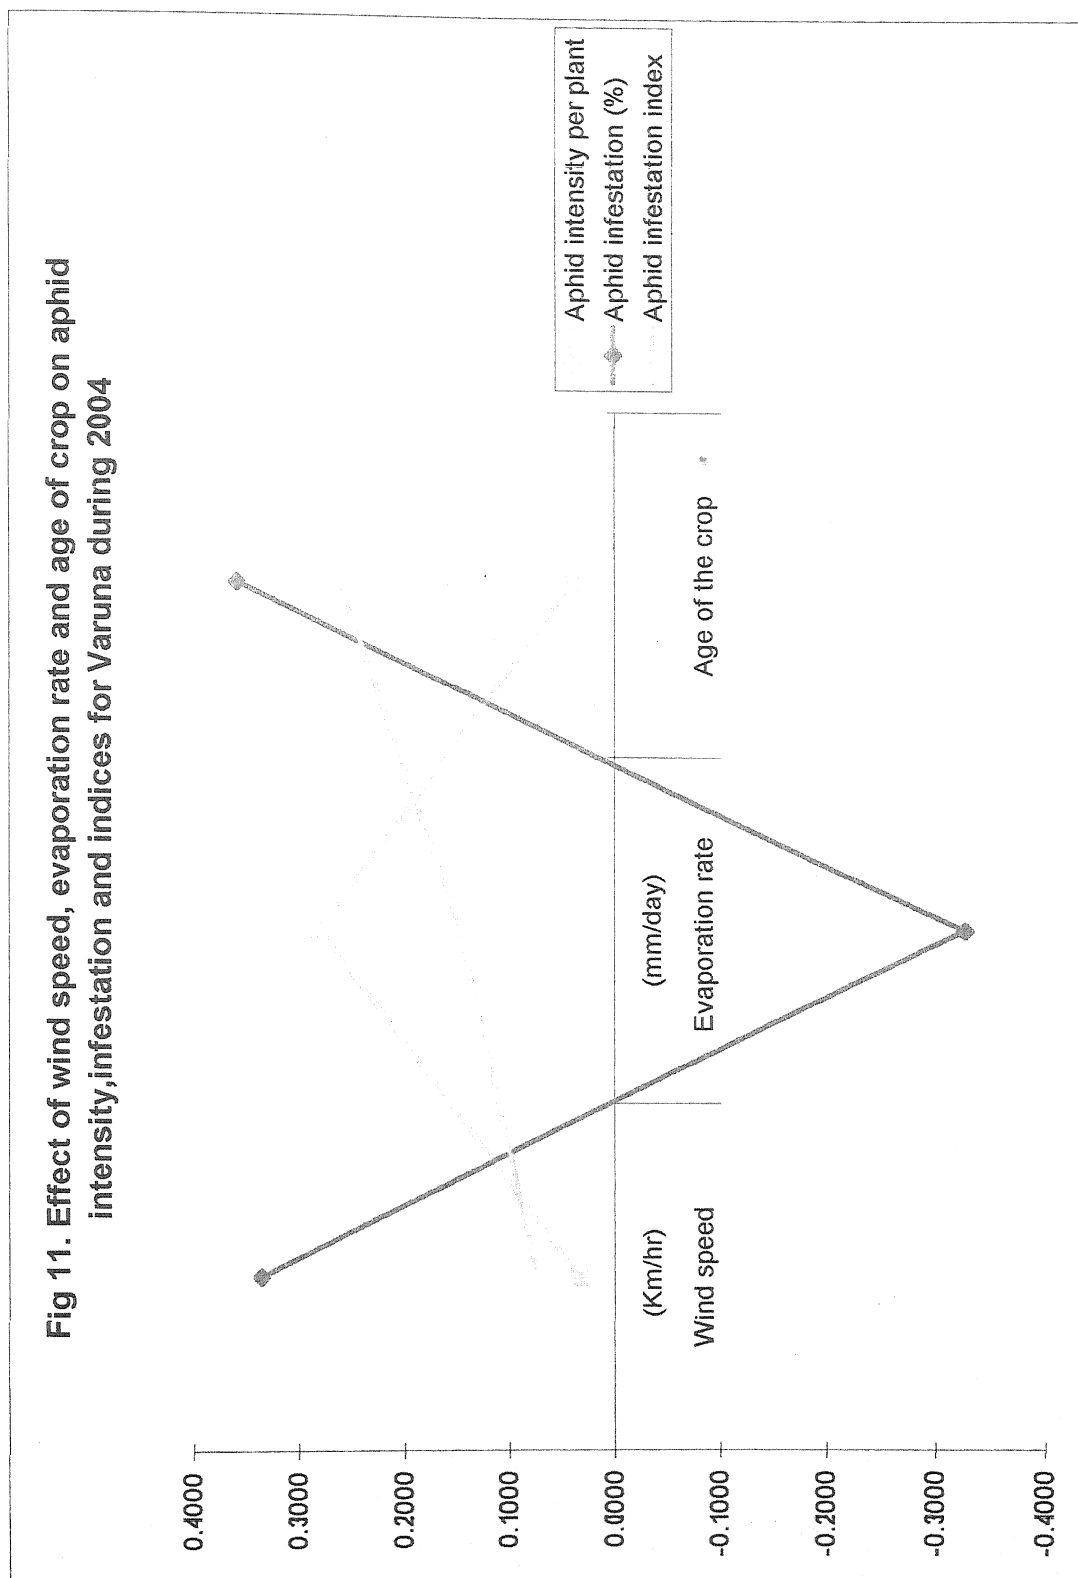 Fig 11. Effect of wind speed, evaporation rate and age of crop on aphid
intensity,infestation and indices for Varuna during 2004
0.4000
0.3000
0.2000
0.1000
0.0000
-0.1000
-0.2000
-0.3000
-0.4000
(Km/hr)
Wind speed
(mm/day)
Evaporation rate
Age of the crop
Aphid intensity per plant
Aphid infestation (%)
Aphid infestation index